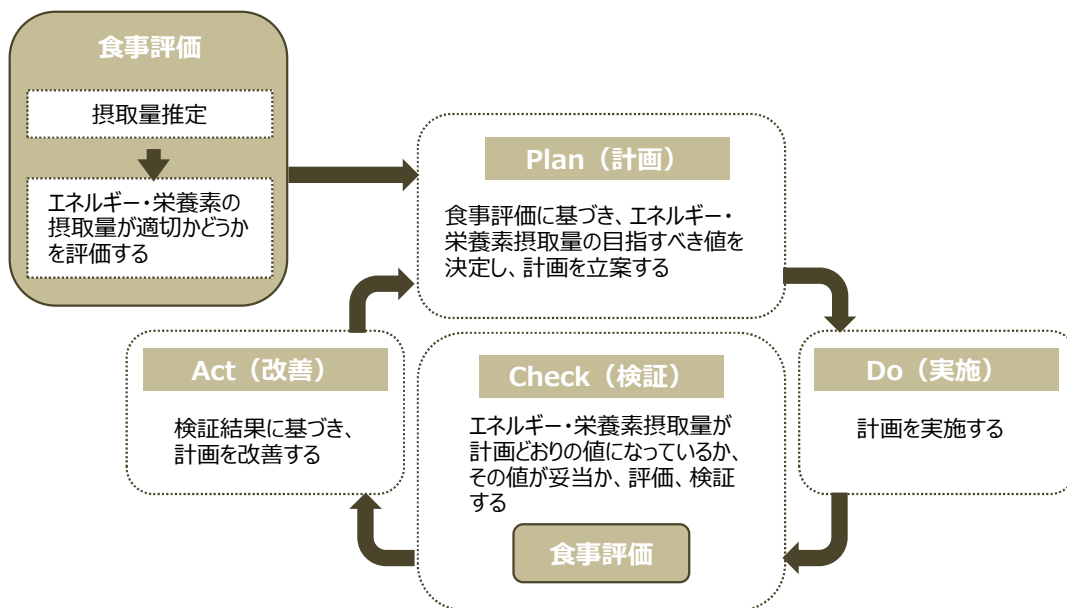 食事評価
摂取量推定
エネルギー・栄養素の
摂取量が適切かどうか
を評価する
Plan（計画）
食事評価に基づき、エネルギー・
栄養素摂取量の目指すべき値を
決定し、計画を立案する
Act（改善）
検証結果に基づき、
計画を改善する
Check（検証）
エネルギー・栄養素摂取量が
計画どおりの値になっているか、
その値が妥当か、評価、検証
する
食事評価
Do（実施）
計画を実施する